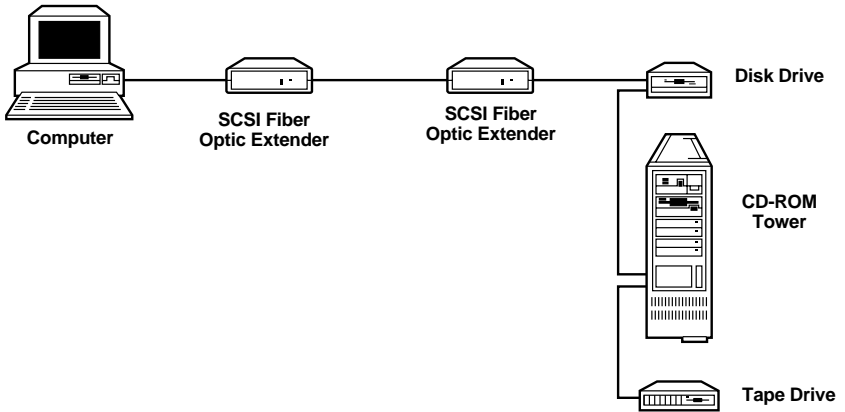 Computer
SCSI Fiber
Optic Extender
SCSI Fiber
Optic Extender
Disk Drive
CD-ROM
Tower
Tape Drive